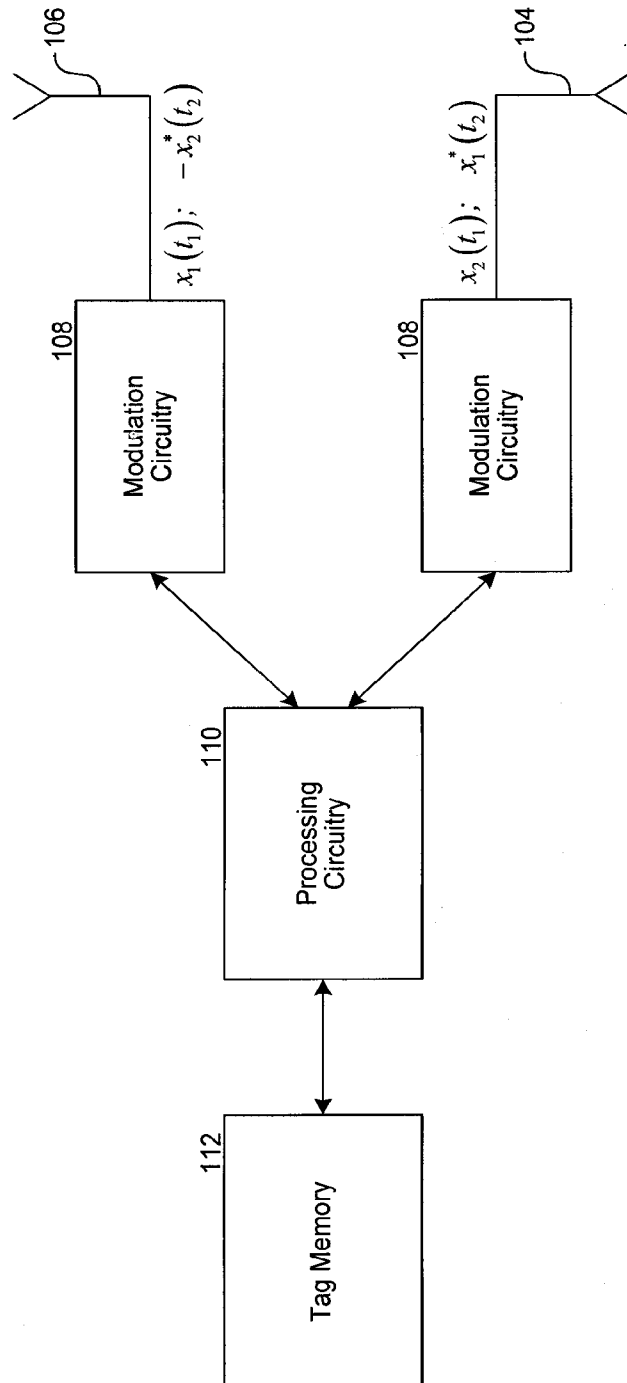 106
x₁(t₁); −x₂*(t₂)
108
Modulation
Circuitry
110
Processing
Circuitry
112
Tag Memory
108
Modulation
Circuitry
x₂(t₁); x₁*(t₂)
104